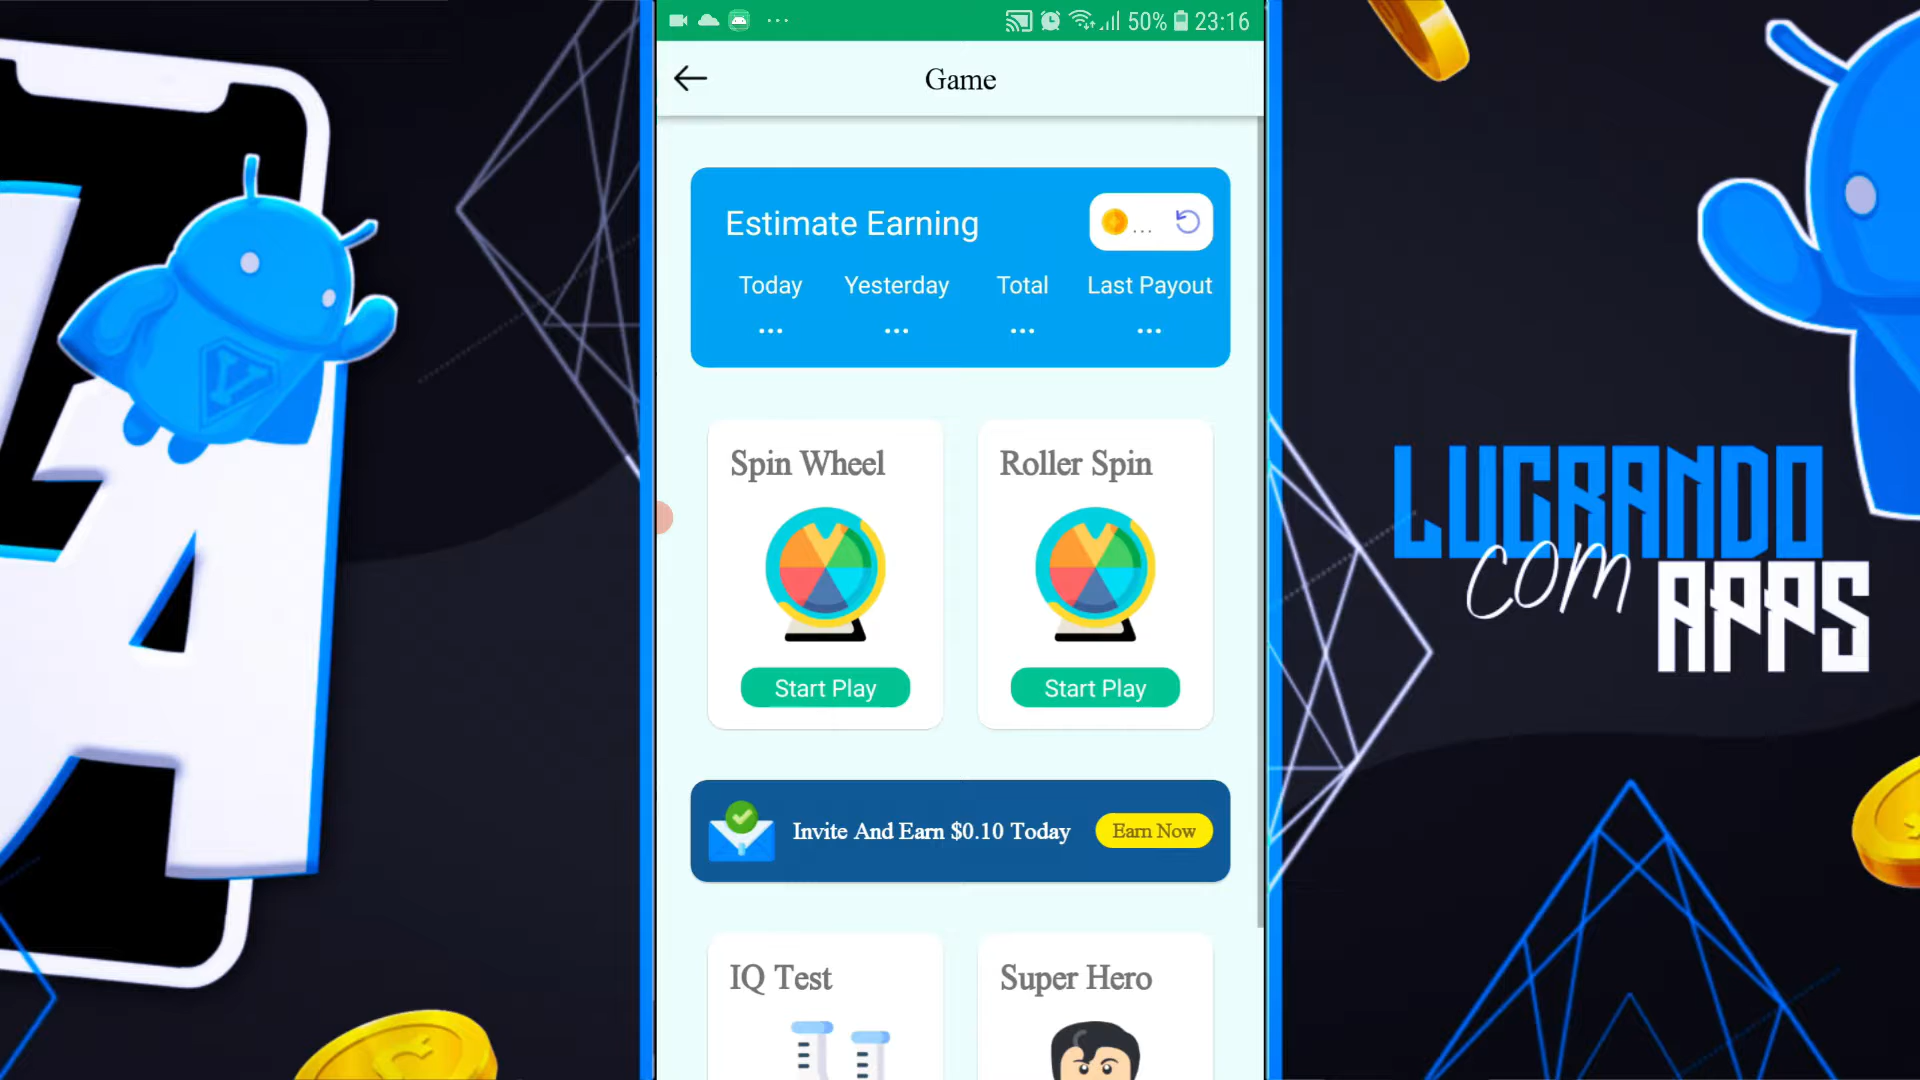 50% 23:16
Game
Estimate Earning
...
Today Yesterday Total Last Payout
... ... ... ...
Spin Wheel
Roller Spin
Start Play
Start Play
Invite And Earn $0.10 Today
Earn Now
IQ Test
Super Hero
LUCRANDO
com
APPS